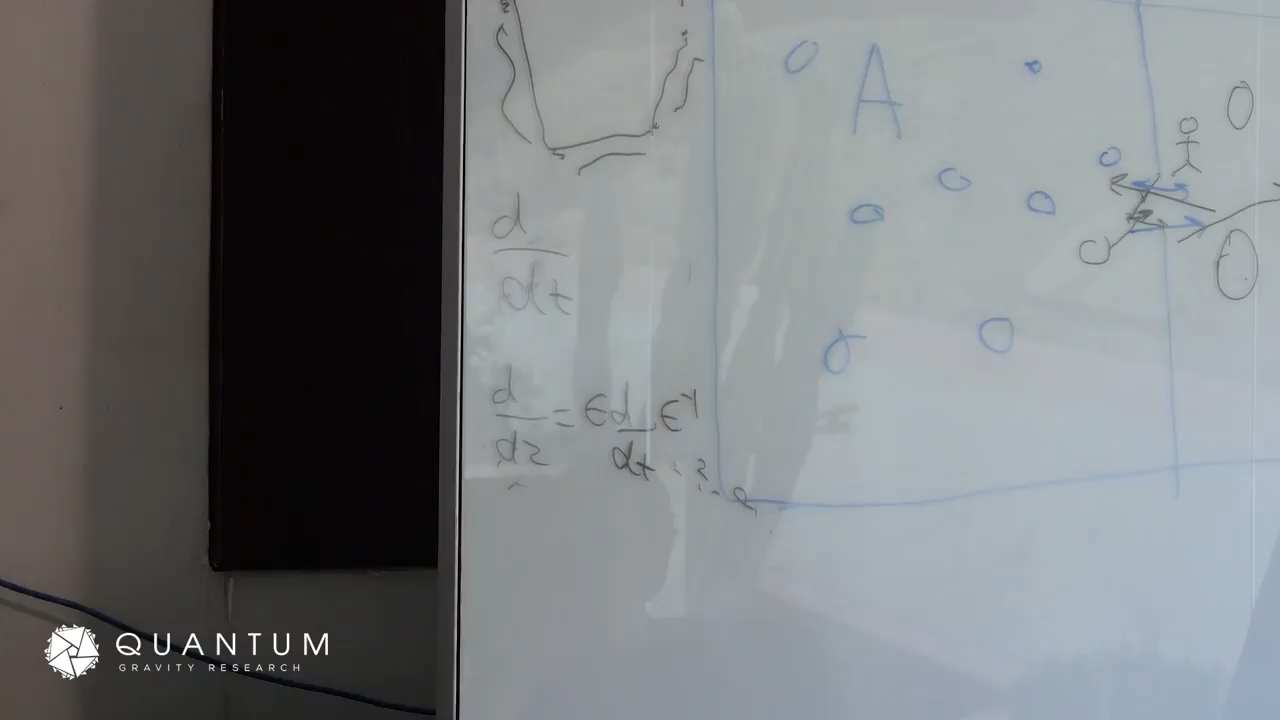 A
d
dt
d
dz = ϵ d ϵ⁻¹
dt
QUANTUM
GRAVITY RESEARCH